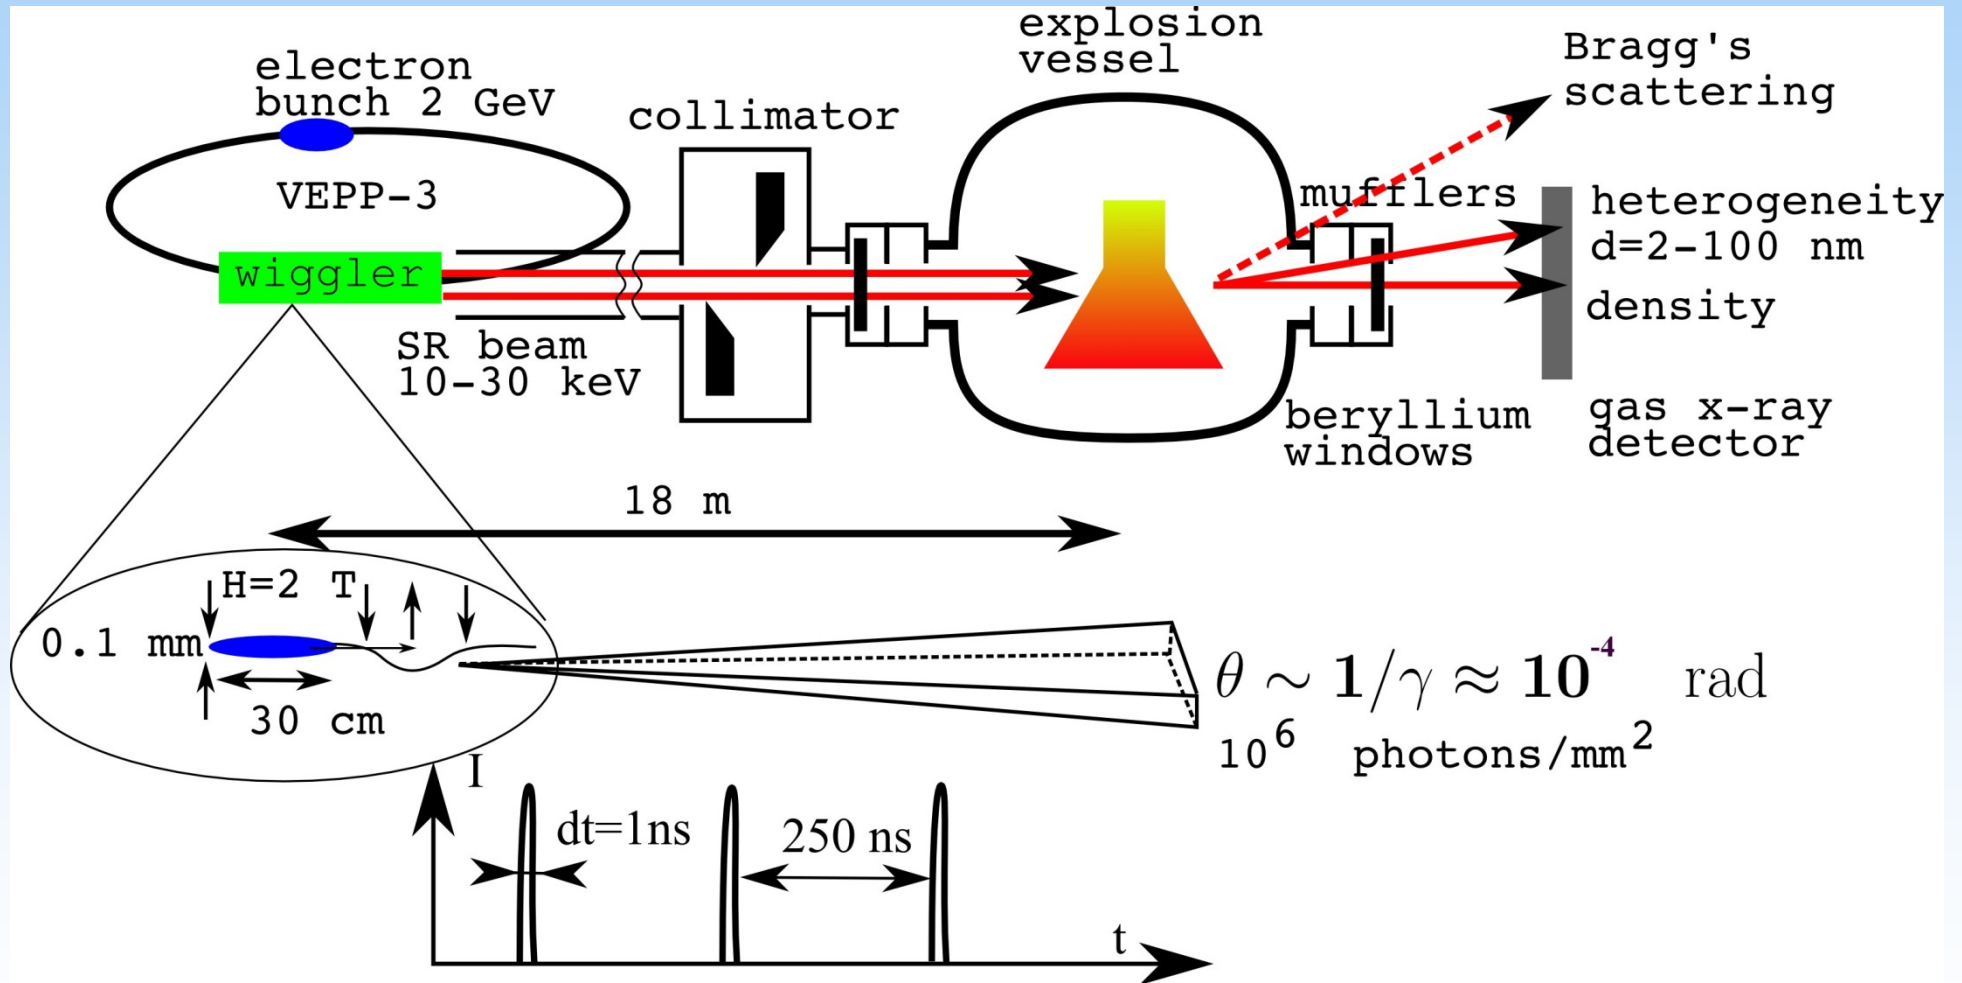 explosion
vessel
Bragg's
scattering
electron
bunch 2 GeV
collimator
VEPP-3
mufflers
heterogeneity
d=2-100 nm
wiggler
density
SR beam
10-30 keV
beryllium
windows
gas x-ray
detector
18 m
H=2 T
0.1 mm
30 cm
θ ~ 1/γ ≈ 10⁻⁴ rad
10⁶ photons/mm²
I
dt=1ns
250 ns
t